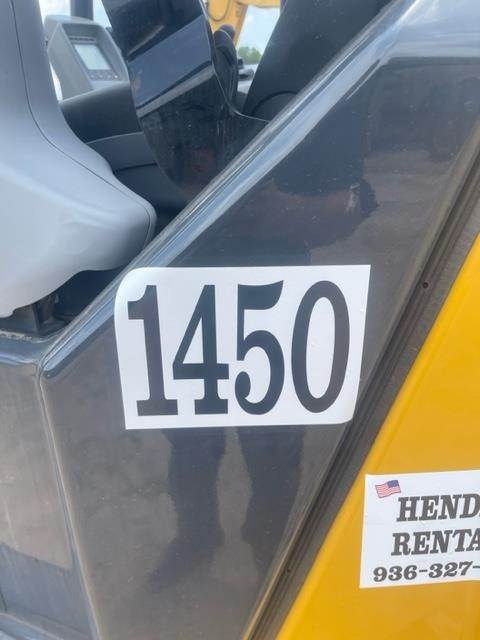 1450
HEND
RENTA
936-327-